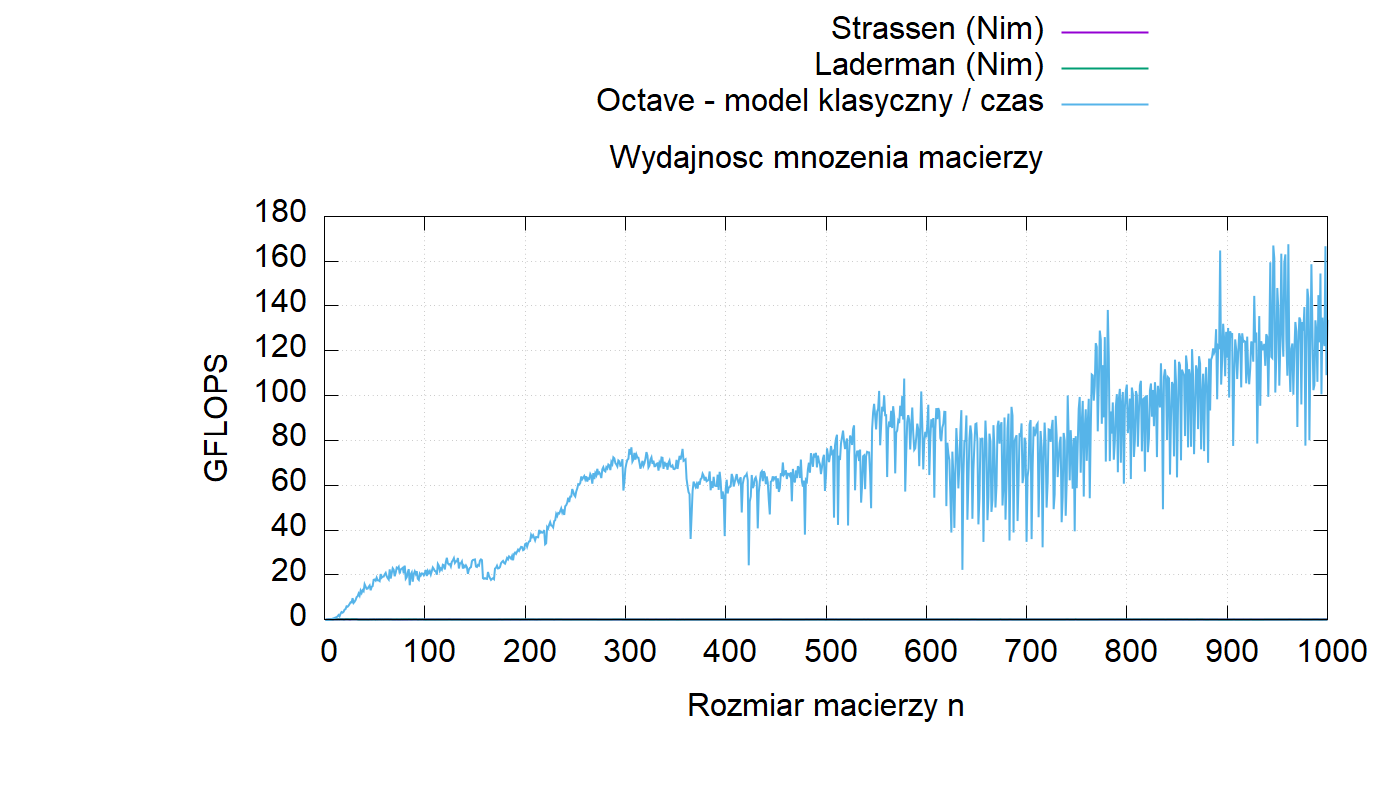 Strassen (Nim)
Laderman (Nim)
Octave - model klasyczny / czas
Wydajnosc mnozenia macierzy
180
160
140
120
100
80
60
40
20
0
GFLOPS
0 100 200 300 400 500 600 700 800 900 1000
Rozmiar macierzy n